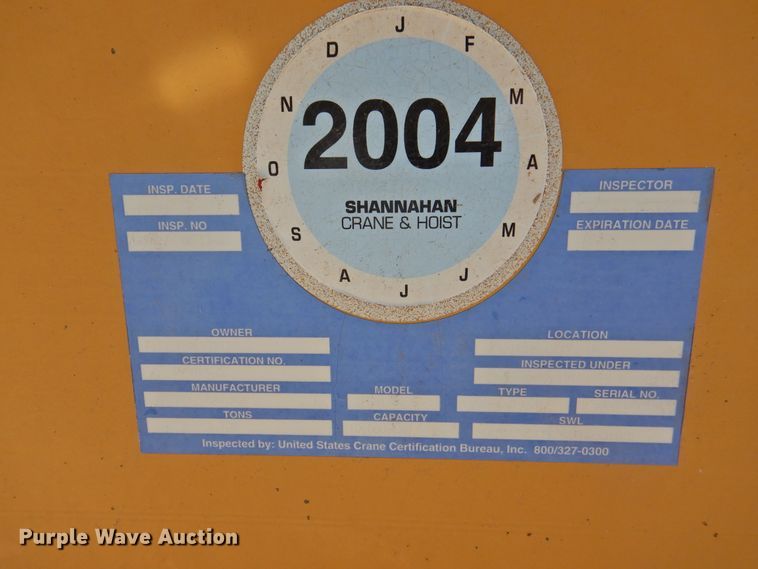 J
F
M
A
M
J
J
A
S
O
N
D
2004
SHANNAHAN
CRANE & HOIST
INSP. DATE
INSP. NO
INSPECTOR
EXPIRATION DATE
OWNER
LOCATION
CERTIFICATION NO.
INSPECTED UNDER
MANUFACTURER
MODEL
TYPE
SERIAL NO.
TONS
CAPACITY
SWL
Inspected by: United States Crane Certification Bureau, Inc. 800/327-0300
Purple Wave Auction